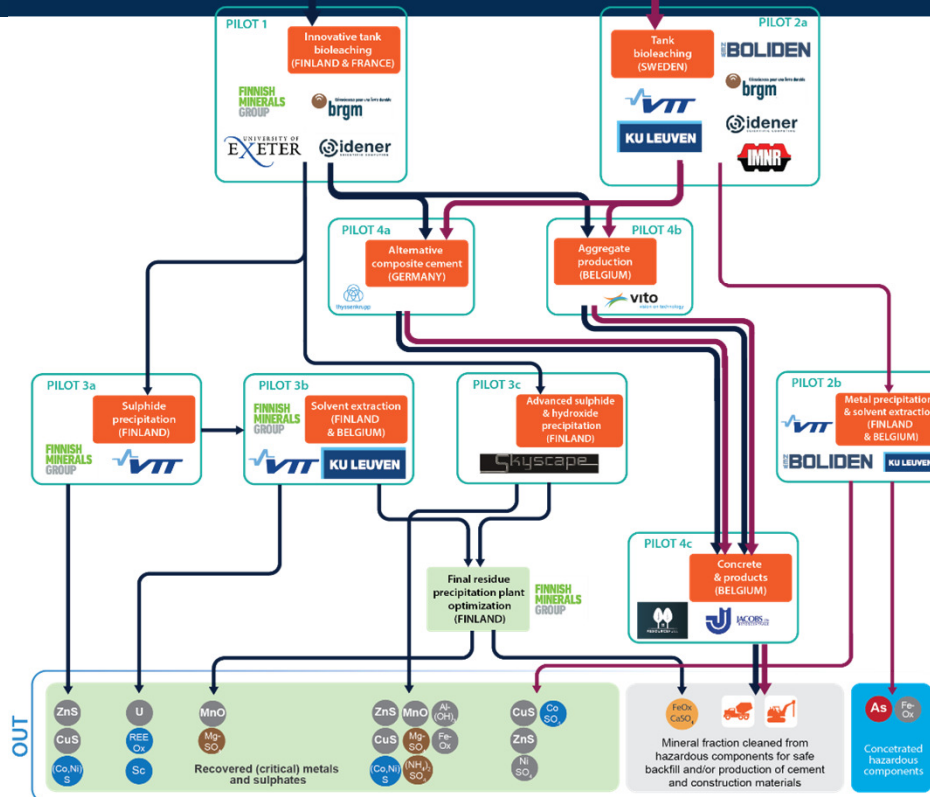 PILOT 1
Innovative tank
bioleaching
(FINLAND & FRANCE)
FINNISH
MINERALS
GROUP
brgm
UNIVERSITY OF
EXETER
idener
PILOT 2a
Tank
bioleaching
(SWEDEN)
BOLIDEN
VTT
brgm
KU LEUVEN
idener
IMNR
PILOT 4a
Alternative
composite cement
(GERMANY)
thyssenkrupp
PILOT 4b
Aggregate
production
(BELGIUM)
vito
vision on technology
PILOT 3a
Sulphide
precipitation
(FINLAND)
FINNISH
MINERALS
GROUP
VTT
PILOT 3b
FINNISH
MINERALS
GROUP
Solvent extraction
(FINLAND
& BELGIUM)
VTT
KU LEUVEN
PILOT 3c
Advanced sulphide
& hydroxide
precipitation
(FINLAND)
Skyscape
PILOT 2b
Metal precipitation
& solvent extraction
(FINLAND
& BELGIUM)
VTT
BOLIDEN
KU LEUVEN
Final residue
precipitation plant
optimization
(FINLAND)
FINNISH
MINERALS
GROUP
PILOT 4c
Concrete
& products
(BELGIUM)
JACOBS
OUT
ZnS
CuS
(Co,Ni)
S
U
REE
Ox
Sc
MnO
Mg-
SO4
ZnS
MnO
Al-
(OH)3
CuS
Mg-
SO4
Fe-
Ox
(Co,Ni)
S
(NH4)2
SO4
CuS
Co
SO4
ZnS
Ni
SO4
Recovered (critical) metals
and sulphates
FeOx
CaSO4
Mineral fraction cleaned from
hazardous components for safe
backfill and/or production of cement
and construction materials
As
Fe-
Ox
Concetrated
hazardous
components